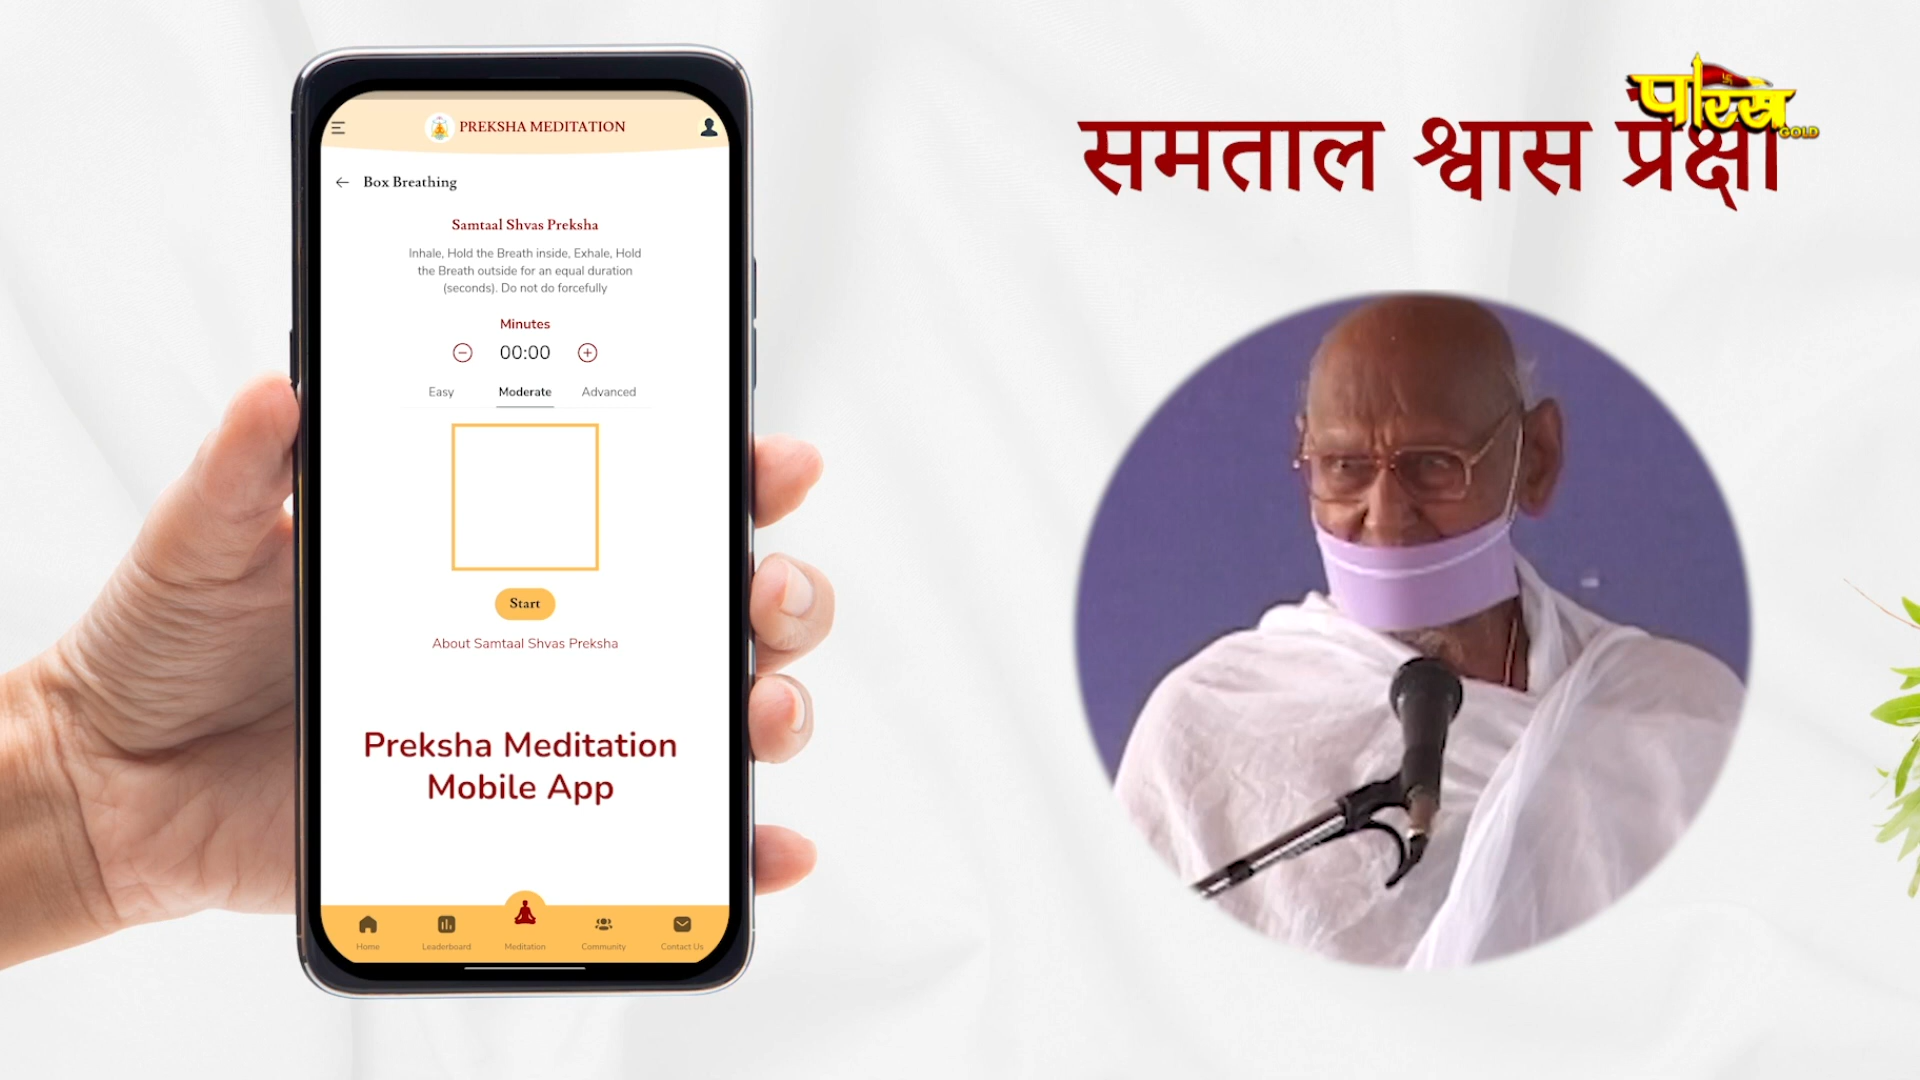 PREKSHA MEDITATION
Box Breathing
Samtaal Shvas Preksha
Inhale, Hold the Breath inside, Exhale, Hold
the Breath outside for an equal duration
(seconds). Do not do forcefully
Minutes
00:00
Easy Moderate Advanced
Start
About Samtaal Shvas Preksha
Preksha Meditation
Mobile App
Home Leaderboard Meditation Community Contact Us
पारस
GOLD
समताल श्वास प्रेक्षा